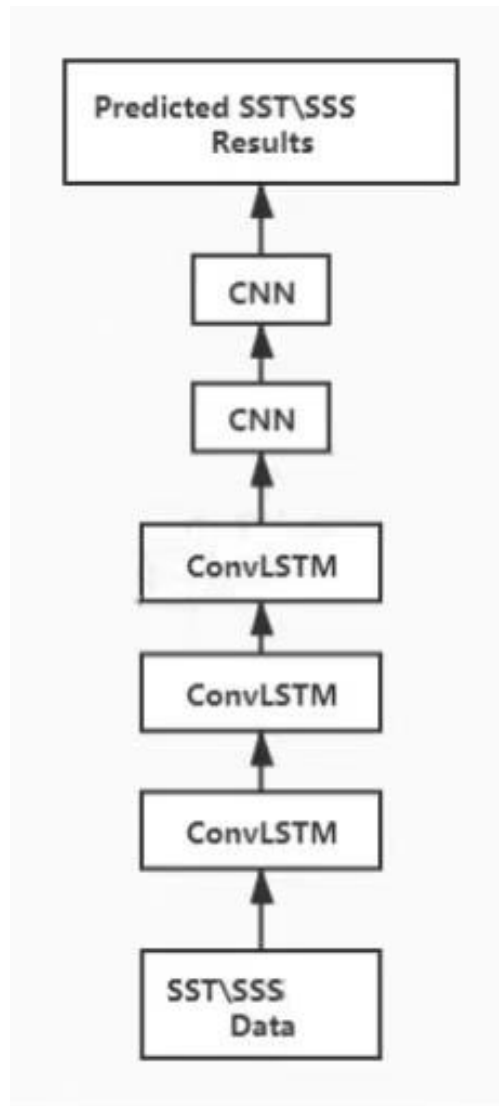 Predicted SST\SSS
Results
CNN
CNN
ConvLSTM
ConvLSTM
ConvLSTM
SST\SSS
Data